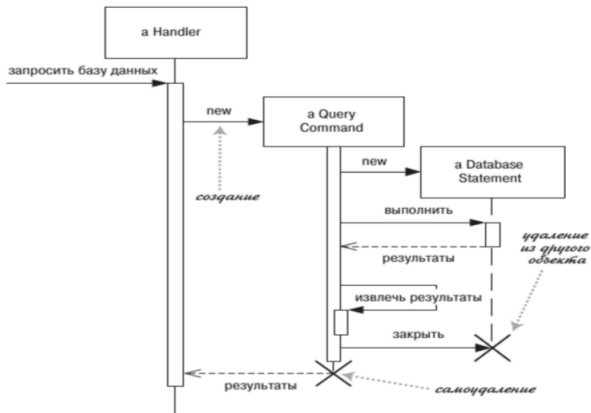 a Handler
запросить базу данных
new
a Query
Command
создание
new
a Database
Statement
выполнить
удаление
из другого
объекта
результаты
извлечь результаты
закрыть
результаты
самоудаление